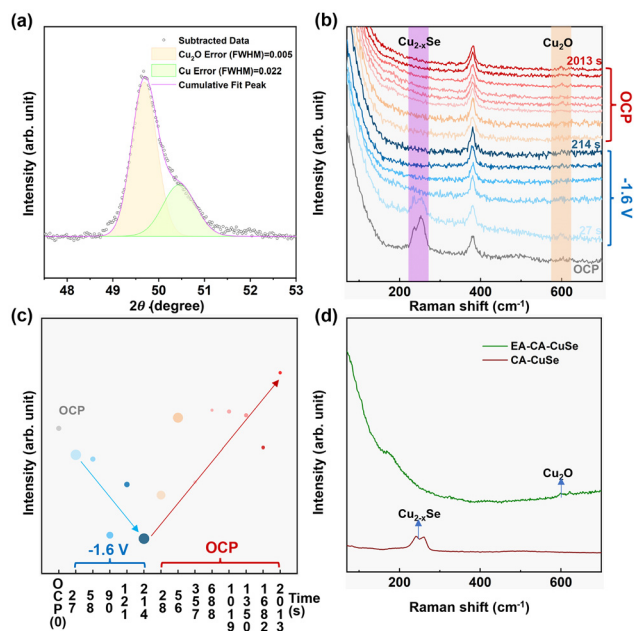 (a)
Subtracted Data
Cu₂O Error (FWHM)=0.005
Cu Error (FWHM)=0.022
Cumulative Fit Peak
Intensity (arb. unit)
48 49 50 51 52 53
2θ (degree)
(b)
Cu₂₋ₓSe
Cu₂O
2013 s
OCP
214 s
-1.6 V
27 s
OCP
Intensity (arb. unit)
200 400 600
Raman shift (cm⁻¹)
(c)
OCP
Intensity (arb. unit)
-1.6 V
OCP
OCP(0)
27
58
90
121
214
28
56
357
688
1019
1350
1682
2013
Time
(s)
(d)
EA-CA-CuSe
CA-CuSe
Cu₂O
Cu₂₋ₓSe
Intensity (arb. unit)
200 400 600
Raman shift (cm⁻¹)